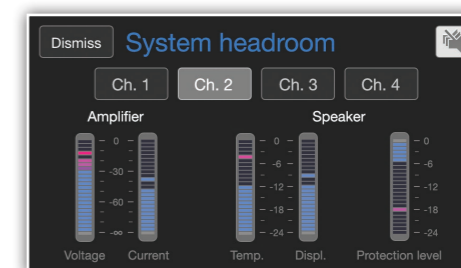 Dismiss System headroom
Ch. 1 Ch. 2 Ch. 3 Ch. 4
Amplifier Speaker
0 0 0
-30 -6 -6
-12 -12
-60 -18 -18
-∞ -24 -24
Voltage Current Temp. Displ. Protection level